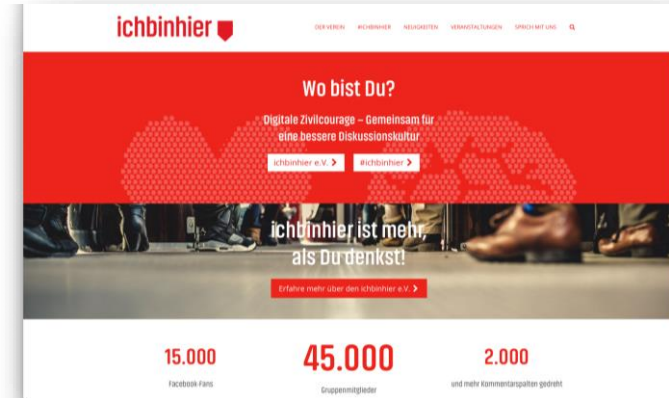 ichbinhier
DER VEREIN #ICHBINHIER NEUIGKEITEN VERANSTALTUNGEN SPRICH MIT UNS
Wo bist Du?
Digitale Zivilcourage – Gemeinsam für
eine bessere Diskussionskultur
ichbinhier e.V. #ichbinhier
ichbinhier ist mehr,
als Du denkst!
Erfahre mehr über den ichbinhier e.V.
15.000 45.000 2.000
Facebook-Fans Gruppenmitglieder und mehr Kommentarspalten gedreht